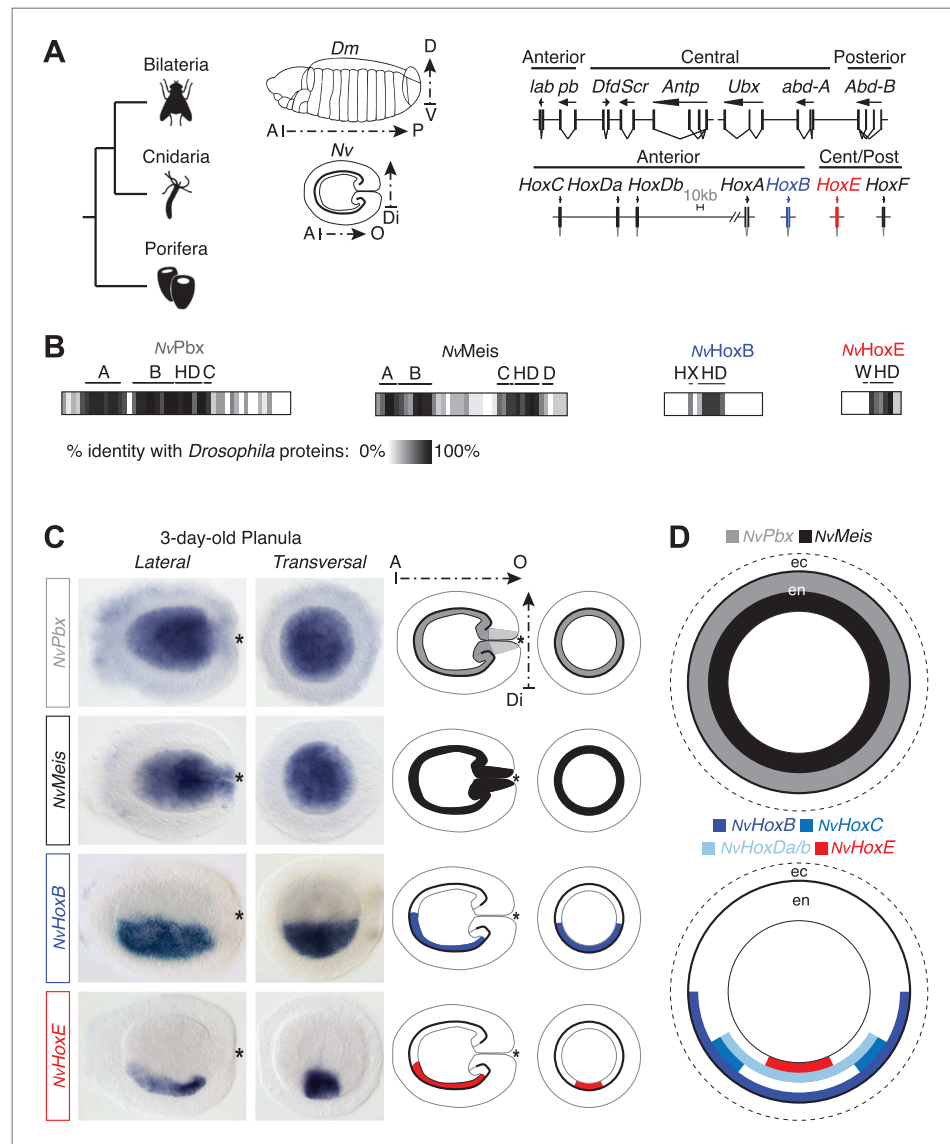 A
Bilateria
Cnidaria
Porifera
Dm
D
V
A
P
Nv
Di
A
O
Anterior Central Posterior
lab pb Dfd Scr Antp Ubx abd-A Abd-B
Anterior Cent/Post
HoxC HoxDa HoxDb HoxA HoxB HoxE HoxF
10kb
B
NvPbx NvMeis NvHoxB NvHoxE
A B HD C A B C HD D HX HD W HD
% identity with Drosophila proteins: 0% 100%
C
3-day-old Planula
Lateral Transversal
A O
Di
NvPbx
*
*
NvMeis
*
*
NvHoxB
*
*
NvHoxE
*
*
D
NvPbx NvMeis
ec
en
NvHoxB NvHoxC
NvHoxDa/b NvHoxE
ec
en